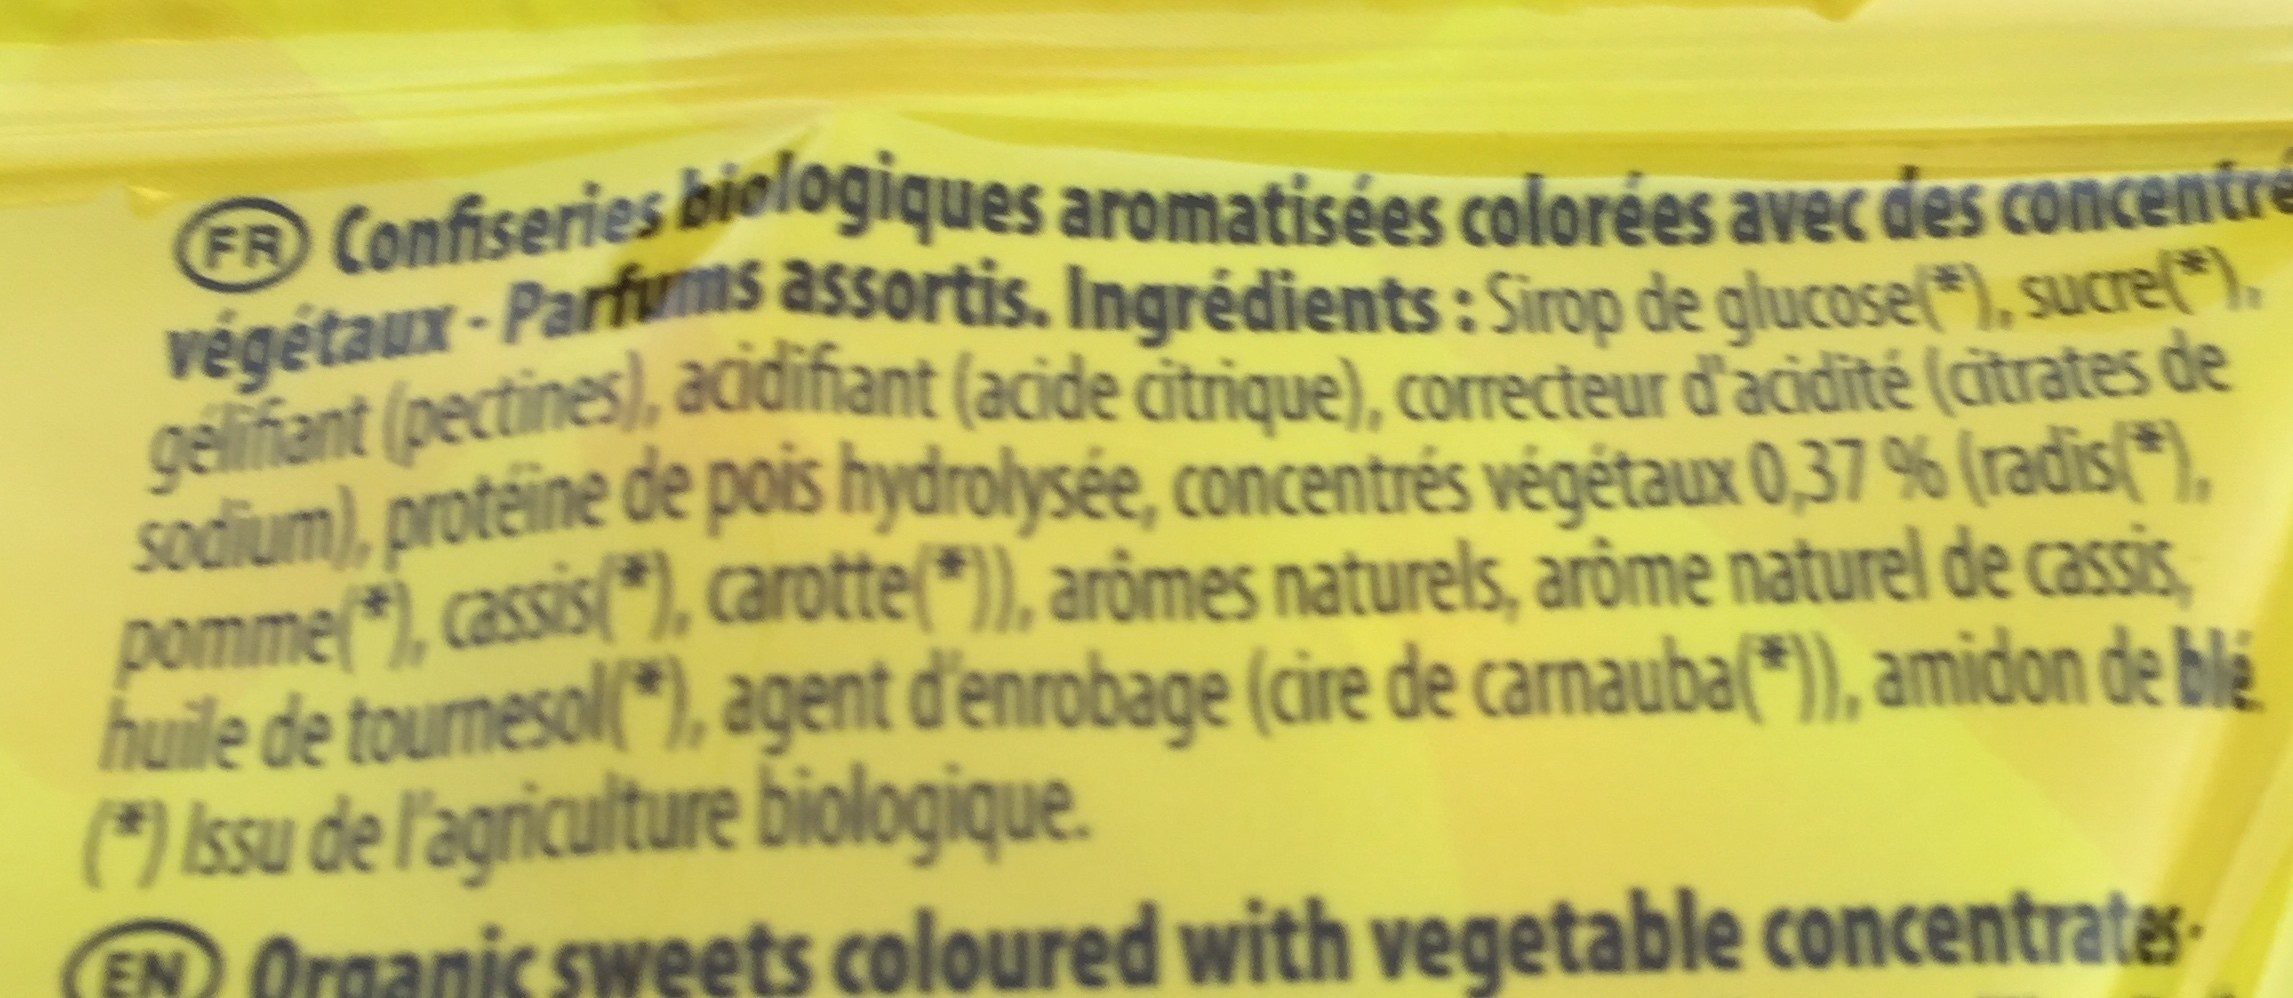 FR Confiseries biologiques aromatisées colorées avec des concentré
végétaux - Parfums assortis. Ingrédients : Sirop de glucose(*), sucre(*),
gélifiant (pectines), acidifiant (acide citrique), correcteur d'acidité (citrates de
sodium), protéine de pois hydrolysée, concentrés végétaux 0,37 % (radis(*),
pomme(*), cassis(*), carotte(*)), arômes naturels, arôme naturel de cassis,
huile de tournesol(*), agent d'enrobage (cire de carnauba(*)), amidon de blé.
(*) Issu de l'agriculture biologique.
EN Organic sweets coloured with vegetable concentrates-